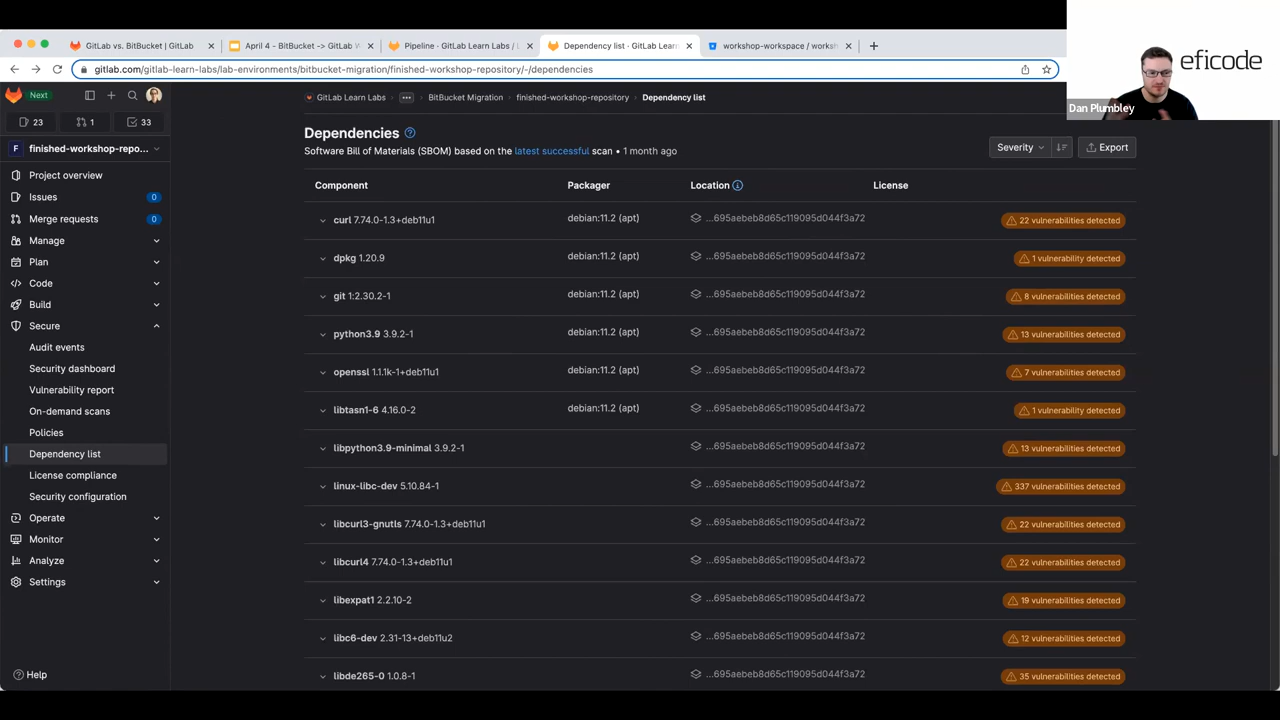 GitLab vs. BitBucket | GitLab
April 4 - BitBucket -> GitLab W
Pipeline · GitLab Learn Labs / 
Dependency list · GitLab Learn
workshop-workspace / worksh
gitlab.com/gitlab-learn-labs/lab-environments/bitbucket-migration/finished-workshop-repository/-/dependencies
eficode
Dan Plumbley
Next
23
1
33
finished-workshop-repo...
Project overview
Issues 0
Merge requests 0
Manage
Plan
Code
Build
Secure
Audit events
Security dashboard
Vulnerability report
On-demand scans
Policies
Dependency list
License compliance
Security configuration
Operate
Monitor
Analyze
Settings
Help
GitLab Learn Labs › ... › BitBucket Migration › finished-workshop-repository › Dependency list
Dependencies
Software Bill of Materials (SBOM) based on the latest successful scan • 1 month ago
Severity
Export
Component Packager Location License
curl 7.74.0-1.3+deb11u1 debian:11.2 (apt) ...695aebeb8d65c119095d044f3a72 22 vulnerabilities detected
dpkg 1.20.9 debian:11.2 (apt) ...695aebeb8d65c119095d044f3a72 1 vulnerability detected
git 1:2.30.2-1 debian:11.2 (apt) ...695aebeb8d65c119095d044f3a72 8 vulnerabilities detected
python3.9 3.9.2-1 debian:11.2 (apt) ...695aebeb8d65c119095d044f3a72 13 vulnerabilities detected
openssl 1.1.1k-1+deb11u1 debian:11.2 (apt) ...695aebeb8d65c119095d044f3a72 7 vulnerabilities detected
libtasn1-6 4.16.0-2 debian:11.2 (apt) ...695aebeb8d65c119095d044f3a72 1 vulnerability detected
libpython3.9-minimal 3.9.2-1 ...695aebeb8d65c119095d044f3a72 13 vulnerabilities detected
linux-libc-dev 5.10.84-1 ...695aebeb8d65c119095d044f3a72 337 vulnerabilities detected
libcurl3-gnutls 7.74.0-1.3+deb11u1 ...695aebeb8d65c119095d044f3a72 22 vulnerabilities detected
libcurl4 7.74.0-1.3+deb11u1 ...695aebeb8d65c119095d044f3a72 22 vulnerabilities detected
libexpat1 2.2.10-2 ...695aebeb8d65c119095d044f3a72 19 vulnerabilities detected
libc6-dev 2.31-13+deb11u2 ...695aebeb8d65c119095d044f3a72 12 vulnerabilities detected
libde265-0 1.0.8-1 ...695aebeb8d65c119095d044f3a72 35 vulnerabilities detected